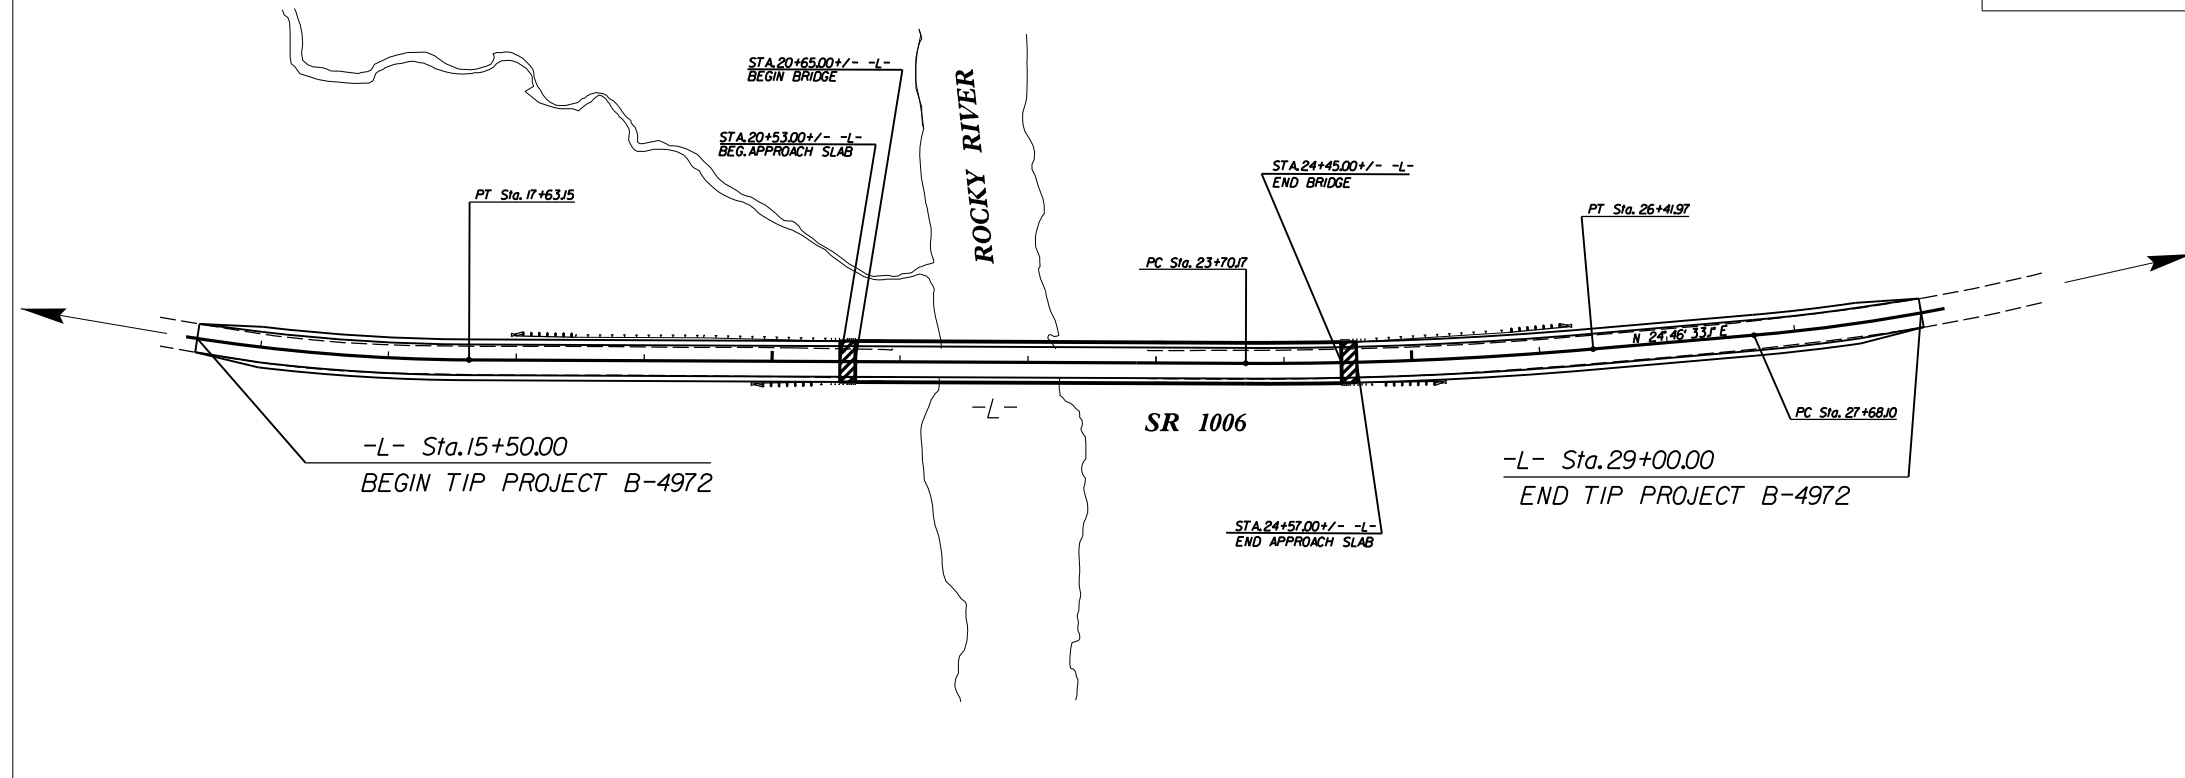 STA.20+65.00+/- -L-
BEGIN BRIDGE
STA.20+53.00+/- -L-
BEG.APPROACH SLAB
ROCKY RIVER
STA.24+45.00+/- -L-
END BRIDGE
PT Sta. 17+63.15
PT Sta. 26+41.97
PC Sta. 23+70.17
N 24°46'33.1" E
-L-
SR 1006
PC Sta. 27+68.10
-L- Sta.15+50.00
BEGIN TIP PROJECT B-4972
-L- Sta.29+00.00
END TIP PROJECT B-4972
STA.24+57.00+/- -L-
END APPROACH SLAB